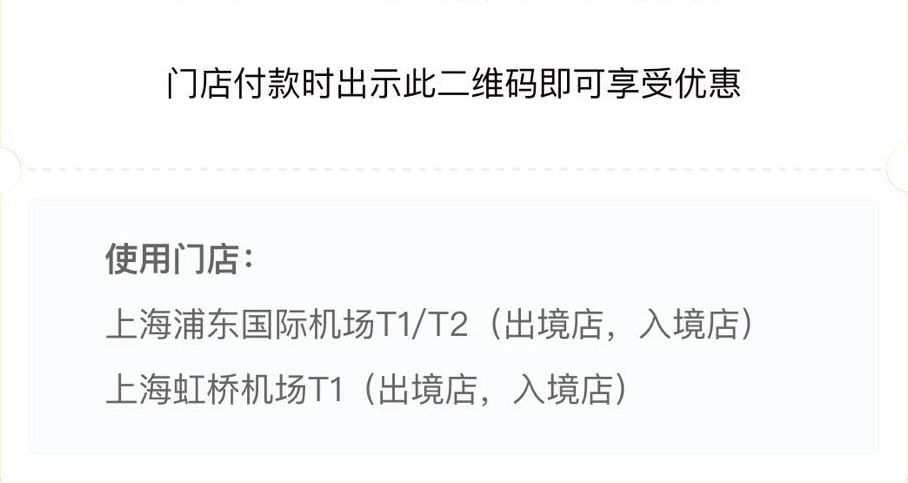 门店付款时出示此二维码即可享受优惠
使用门店：
上海浦东国际机场T1/T2（出境店，入境店）
上海虹桥机场T1（出境店，入境店）